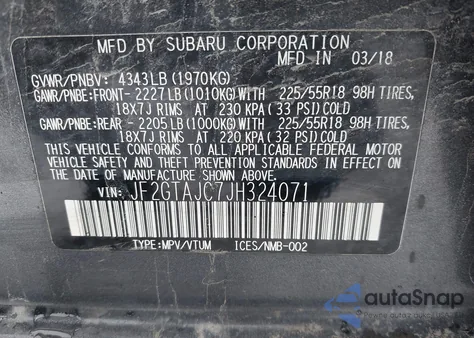 MFD BY SUBARU CORPORATION
IN 03/18
GVWR/PNBV: 4343LB(1970KG)
GAWR/PNBE:FRONT- 2227LB(1010KG)WITH 225/55R18 98H TIRES,
18X7J RIMS AT 230 KPA(33 PSI)COLD
GAWR/PNBE:REAR - 2205LB(1000KG)WITH 225/55R18 98H TIRES,
18X7J RIMS AT 220 KPA(32 PSI)COLD
THIS VEHICLE CONFORMS TO ALL APPLICABLE FEDERAL MOTOR
VEHICLE SAFETY AND THEFT PREVENTION STANDARDS IN EFFECT ON
THE DATE OF MANUFACTURE SHOWN ABOVE.
VIN: JF2GTAJC7JH324071
TYPE:MPV/VTUM ICES/NMB-002
autoSnap
Pewne auta z akcji USA